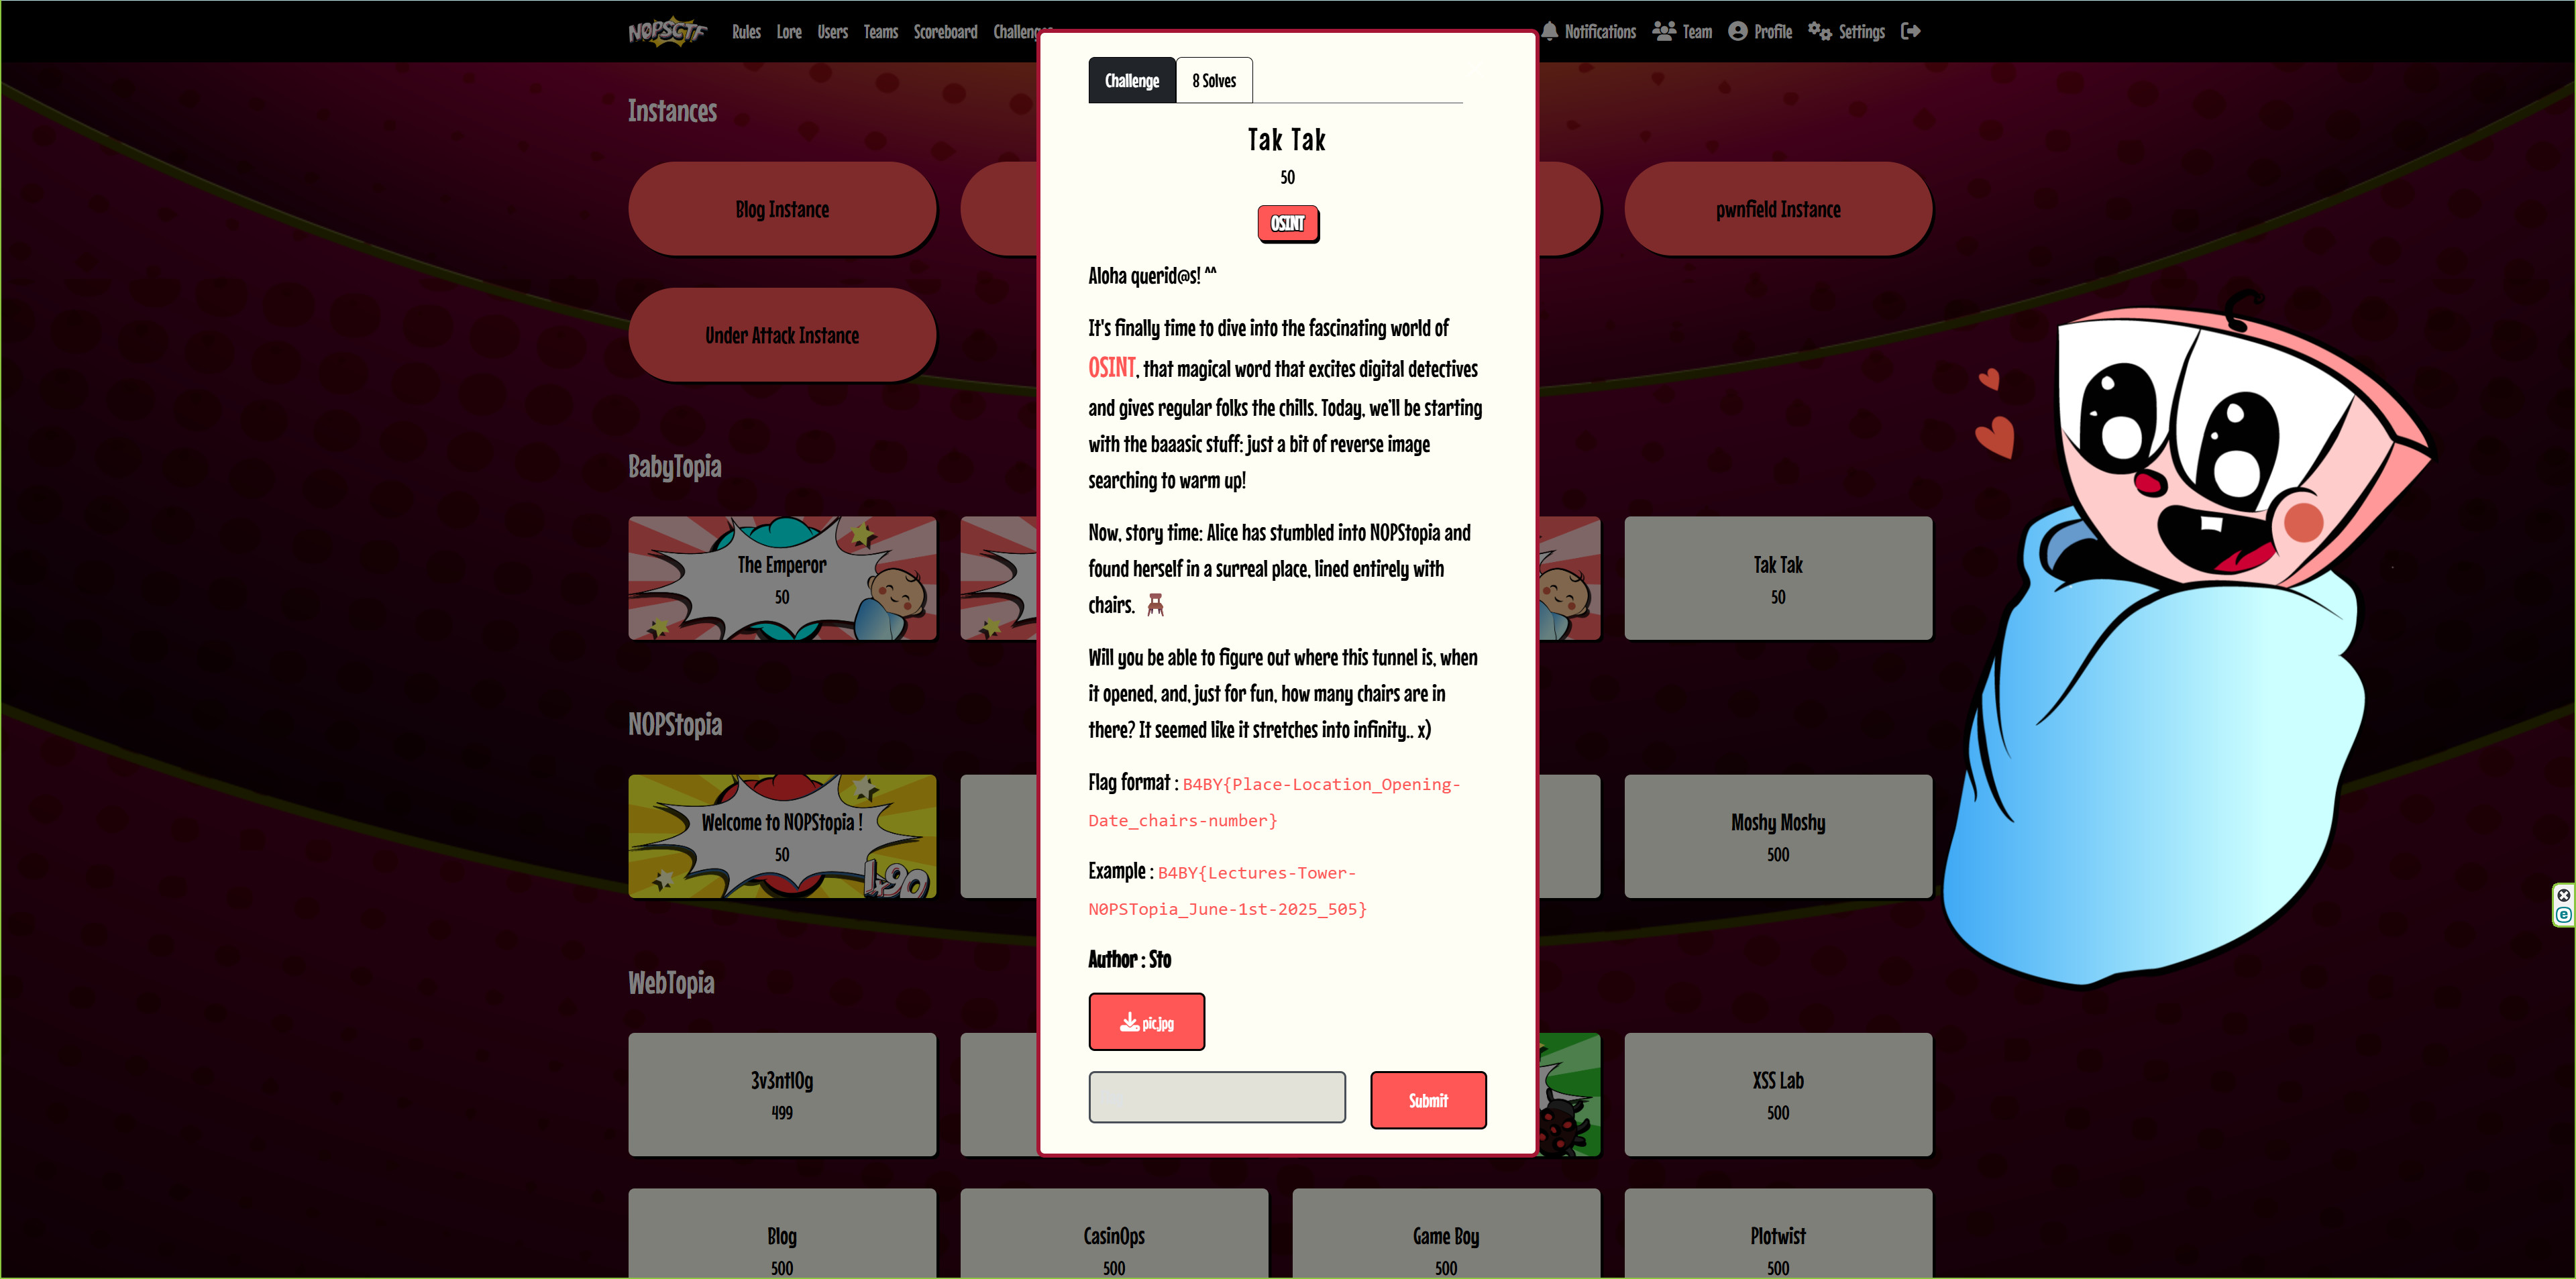 N0PSCTF Rules Lore Users Teams Scoreboard Notifications Team Profile Settings
Instances
Blog Instance
pwnfield Instance
Under Attack Instance
BabyTopia
The Emperor
50
Tak Tak
50
NOPStopia
Welcome to NOPStopia !
50
1x90
Moshy Moshy
500
WebTopia
3v3ntl0g
499
XSS Lab
500
Blog
500
CasinOps
500
Game Boy
500
Plotwist
500
Challenge 8 Solves
Tak Tak
50
OSINT
Aloha querid@s! ^^
It's finally time to dive into the fascinating world of
OSINT, that magical word that excites digital detectives
and gives regular folks the chills. Today, we'll be starting
with the baaasic stuff: just a bit of reverse image
searching to warm up!
Now, story time: Alice has stumbled into NOPStopia and
found herself in a surreal place, lined entirely with
chairs. 🪑
Will you be able to figure out where this tunnel is, when
it opened, and, just for fun, how many chairs are in
there? It seemed like it stretches into infinity.. x)
Flag format : B4BY{Place-Location_Opening-
Date_chairs-number}
Example : B4BY{Lectures-Tower-
N0PSTopia_June-1st-2025_505}
Author : Sto
pic.jpg
Submit